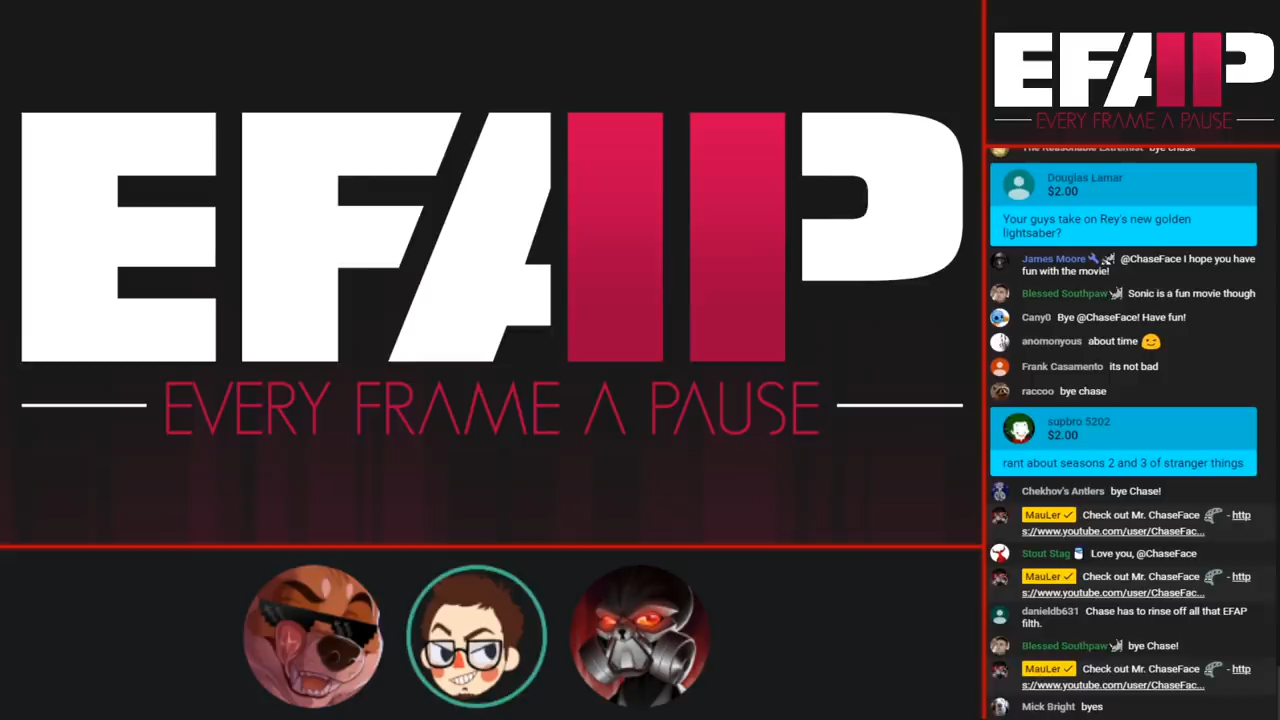 EFAP
EVERY FRAME A PAUSE
EFAP
EVERY FRAME A PAUSE
The Reasonable Extremist bye chase
Douglas Lamar
$2.00
Your guys take on Rey's new golden
lightsaber?
James Moore @ChaseFace I hope you have
fun with the movie!
Blessed Southpaw Sonic is a fun movie though
Cany0 Bye @ChaseFace! Have fun!
anomonyous about time
Frank Casamento its not bad
raccoo bye chase
supbro 5202
$2.00
rant about seasons 2 and 3 of stranger things
Chekhov's Antlers bye Chase!
MauLer Check out Mr. ChaseFace - http
s://www.youtube.com/user/ChaseFac...
Stout Stag Love you, @ChaseFace
MauLer Check out Mr. ChaseFace - http
s://www.youtube.com/user/ChaseFac...
danieldb631 Chase has to rinse off all that EFAP
filth.
Blessed Southpaw bye Chase!
MauLer Check out Mr. ChaseFace - http
s://www.youtube.com/user/ChaseFac...
Mick Bright byes